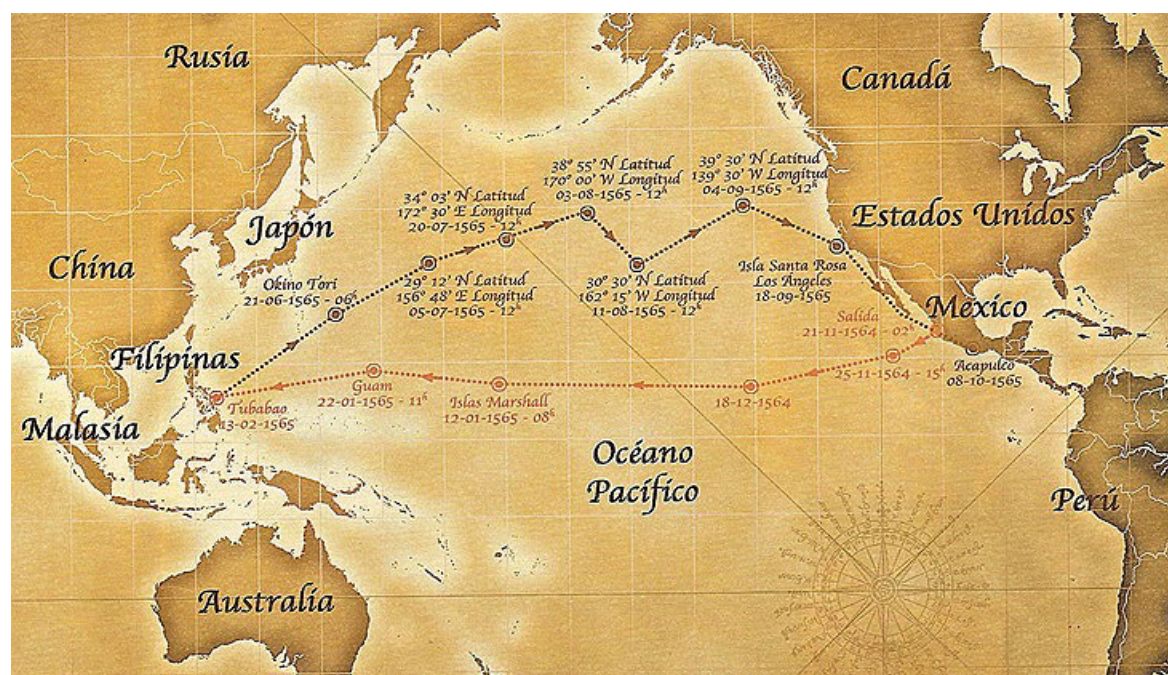 Rusia
Canadá
38° 55' N Latitud
170° 00' W Longitud
03-08-1565 - 12h
39° 30' N Latitud
139° 30' W Longitud
04-09-1565 - 12h
34° 03' N Latitud
172° 30' E Longitud
20-07-1565 - 12h
Japón
Estados Unidos
China
Okino Tori
21-06-1565 - 06h
29° 12' N Latitud
156° 48' E Longitud
05-07-1565 - 12h
30° 30' N Latitud
162° 15' W Longitud
11-08-1565 - 12h
Isla Santa Rosa
Los Ángeles
18-09-1565
México
Salida
21-11-1564 - 02h
Filipinas
Acapulco
08-10-1565
25-11-1564 - 15h
Guam
22-01-1565 - 11h
Islas Marshall
12-01-1565 - 08h
18-12-1564
Tubabao
13-02-1565
Malasia
Océano
Pacífico
Perú
Australia